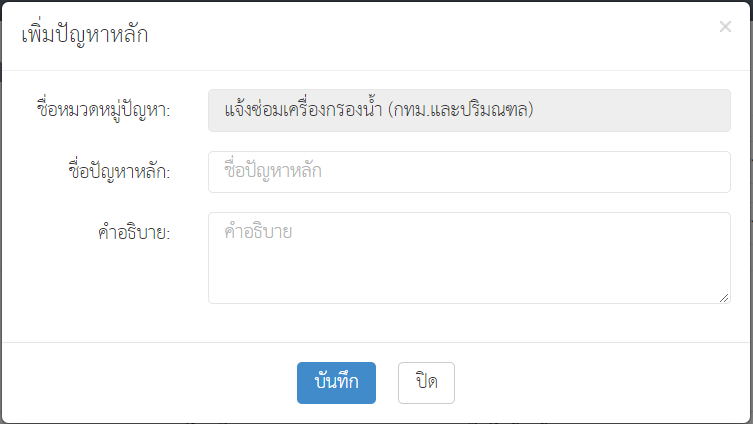 เพิ่มปัญหาหลัก ×
ชื่อหมวดหมู่ปัญหา: แจ้งซ่อมเครื่องกรองน้ำ (กทม.และปริมณฑล)
ชื่อปัญหาหลัก: ชื่อปัญหาหลัก
คำอธิบาย: คำอธิบาย
บันทึก ปิด